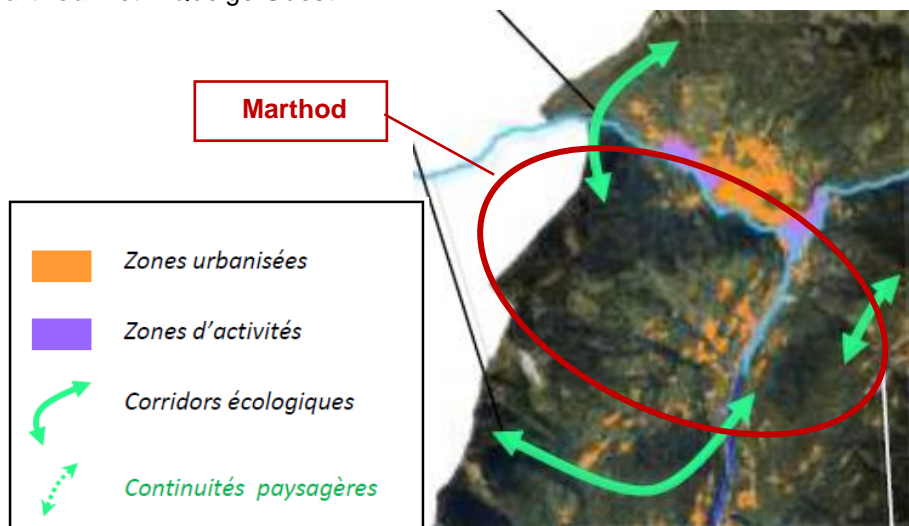 Marthod
Zones urbanisées
Zones d'activités
Corridors écologiques
Continuités paysagères